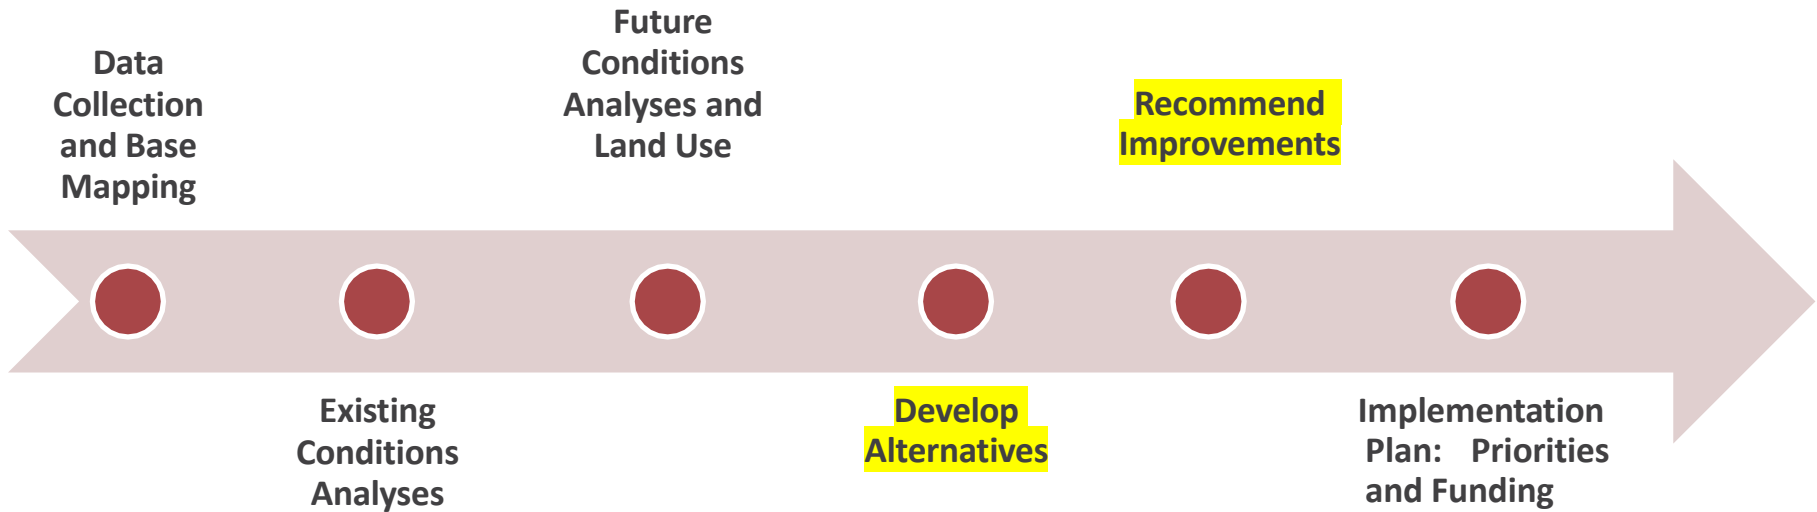 Data
Collection
and Base
Mapping
Existing
Conditions
Analyses
Future
Conditions
Analyses and
Land Use
Develop
Alternatives
Recommend
Improvements
Implementation
Plan: Priorities
and Funding